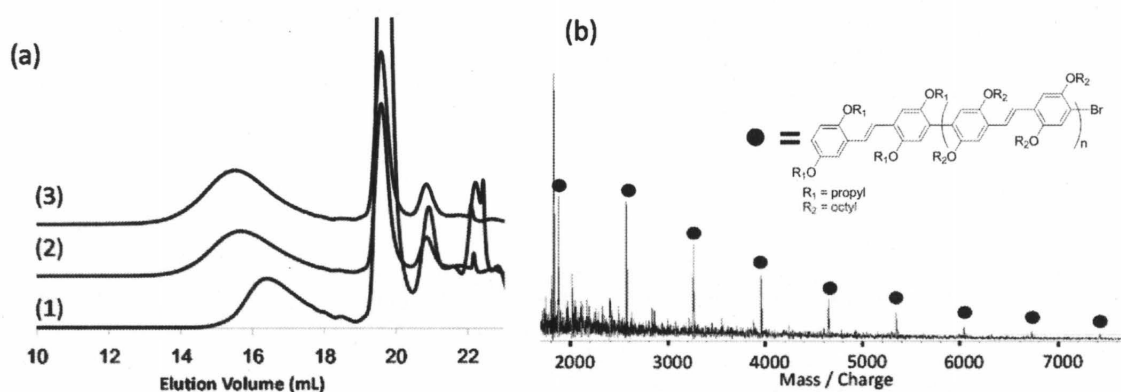 (a)
(3)
(2)
(1)
10 12 14 16 18 20 22
Elution Volume (mL)
(b)
OR₁
OR₁
OR₁
R₁O
OR₂
R₂O
OR₂
R₂O
Br
n
=
R₁ = propyl
R₂ = octyl
2000 3000 4000 5000 6000 7000
Mass / Charge